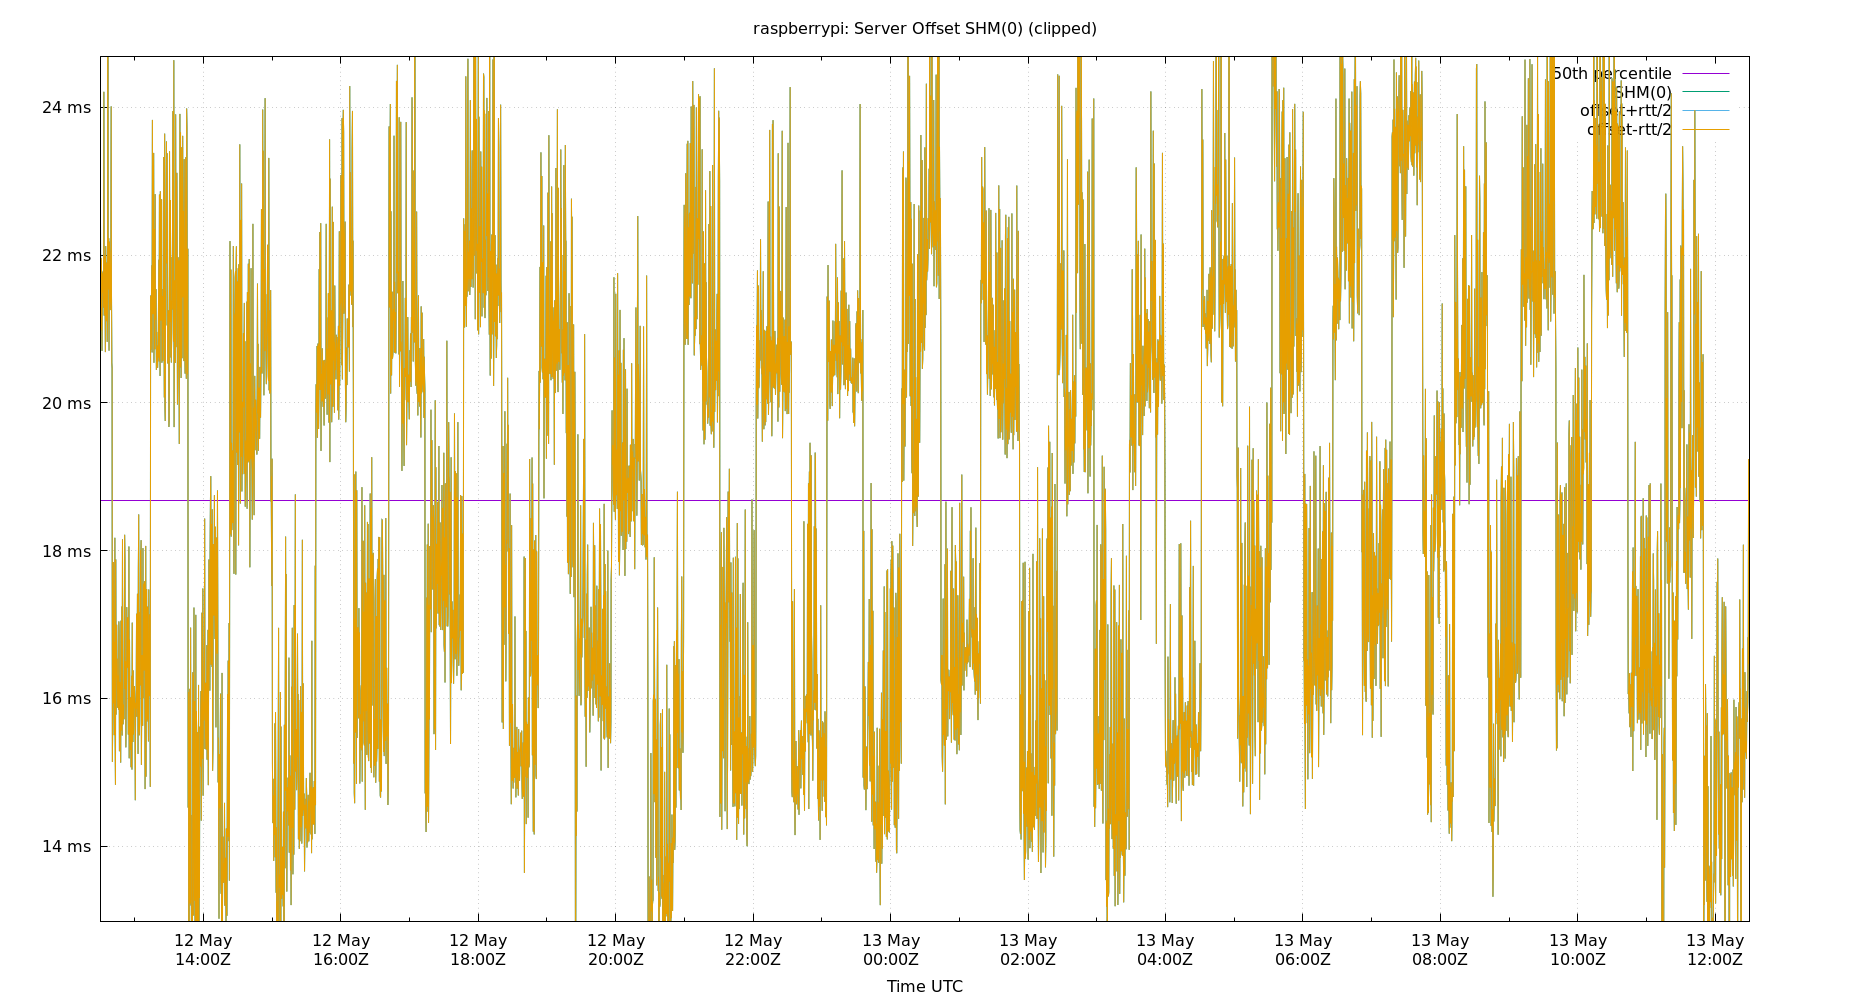 raspberrypi: Server Offset SHM(0) (clipped)
50th percentile
SHM(0)
offset+rtt/2
offset-rtt/2
24 ms
22 ms
20 ms
18 ms
16 ms
14 ms
12 May 12 May 12 May 12 May 12 May 13 May 13 May 13 May 13 May 13 May 13 May 13 May
14:00Z 16:00Z 18:00Z 20:00Z 22:00Z 00:00Z 02:00Z 04:00Z 06:00Z 08:00Z 10:00Z 12:00Z
Time UTC